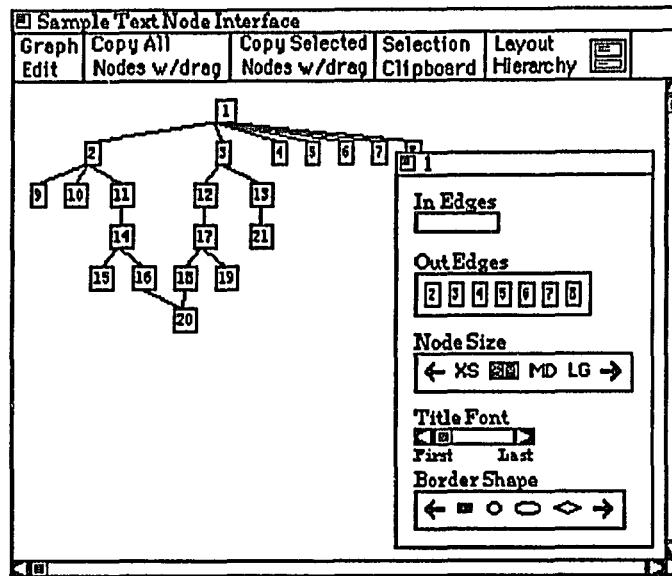 Sample Text Node Interface
Graph Copy All Copy Selected Selection Layout
Edit Nodes w/drag Nodes w/drag Clipboard Hierarchy
1
2 3 4 5 6 7
1
9 10 11 12 13
In Edges
14 17 21
Out Edges
15 16 18 19
2 3 4 5 6 7 8
20
Node Size
XS MD LG
Title Font
First Last
Border Shape